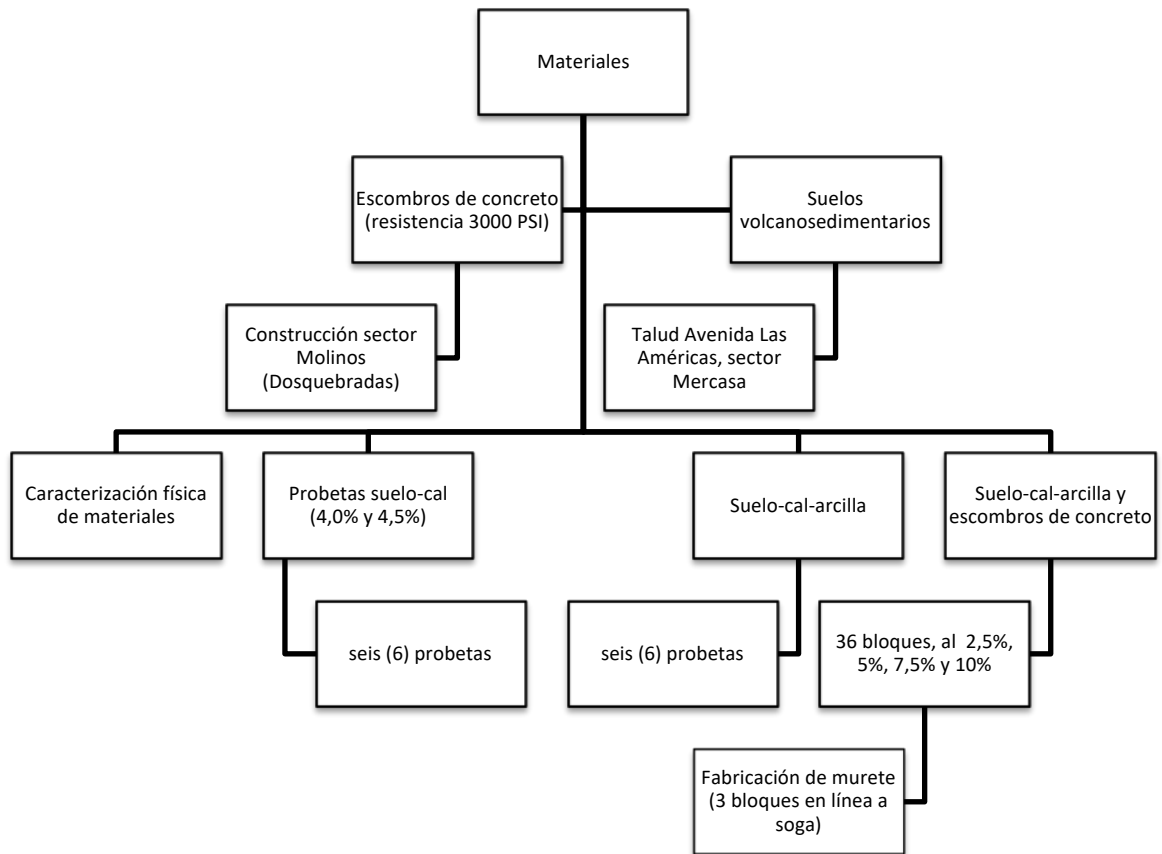 Materiales
Escombros de concreto
(resistencia 3000 PSI)
Suelos
volcanosedimentarios
Construcción sector
Molinos
(Dosquebradas)
Talud Avenida Las
Américas, sector
Mercasa
Caracterización física
de materiales
Probetas suelo-cal
(4,0% y 4,5%)
Suelo-cal-arcilla
Suelo-cal-arcilla y
escombros de concreto
seis (6) probetas
seis (6) probetas
36 bloques, al  2,5%,
5%, 7,5% y 10%
Fabricación de murete
(3 bloques en línea a
soga)